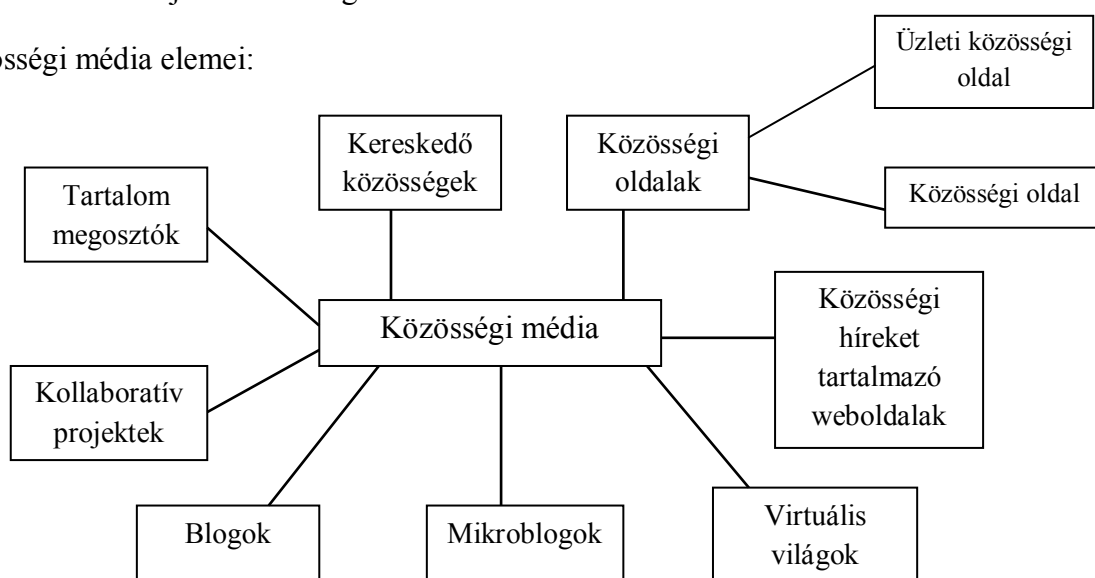 özösségi média elemei:
Üzleti közösségi
oldal
Kereskedő
közösségek
Közösségi
oldalak
Tartalom
megosztók
Közösségi oldal
Közösségi média
Közösségi
híreket
tartalmazó
weboldalak
Kollaboratív
projektek
Blogok
Mikroblogok
Virtuális
világok